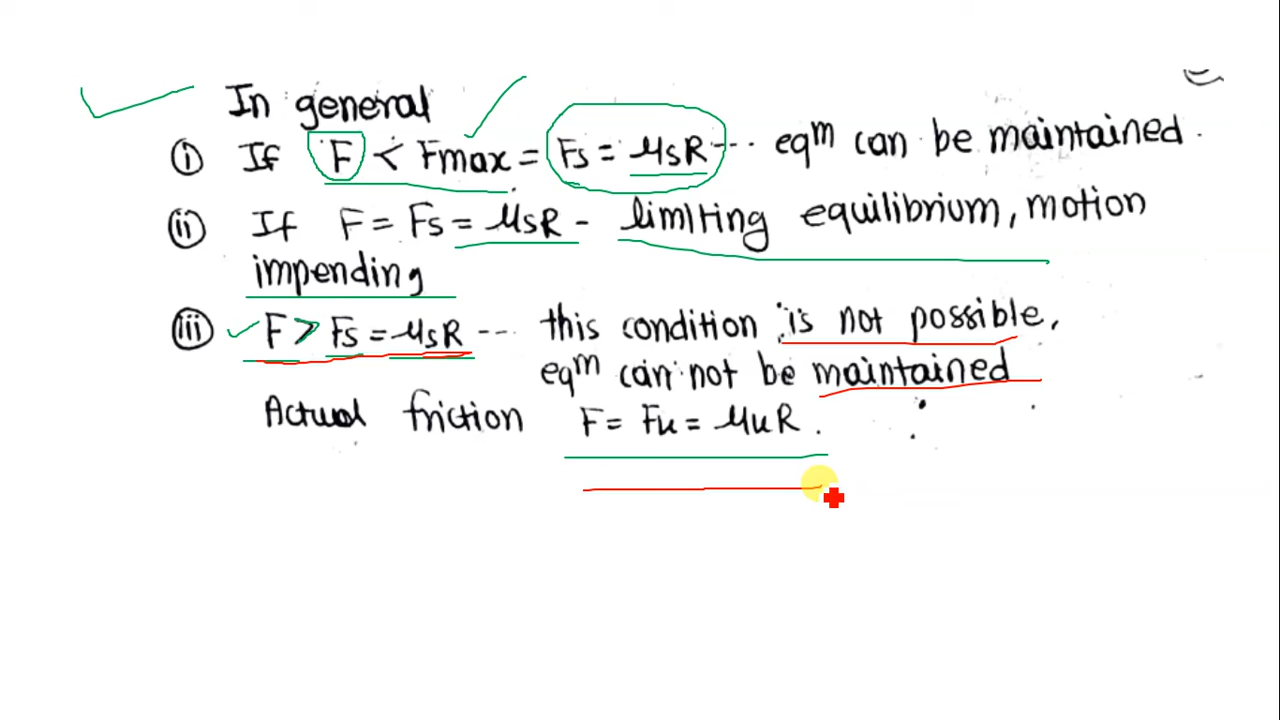 In general
(i) If F < Fmax = Fs = μsR --- eqm can be maintained.
(ii) If F = Fs = μsR - limiting equilibrium, motion
impending
(iii) F > Fs = μsR --- this condition is not possible,
eqm can not be maintained
Actual friction F = Fk = μkR.